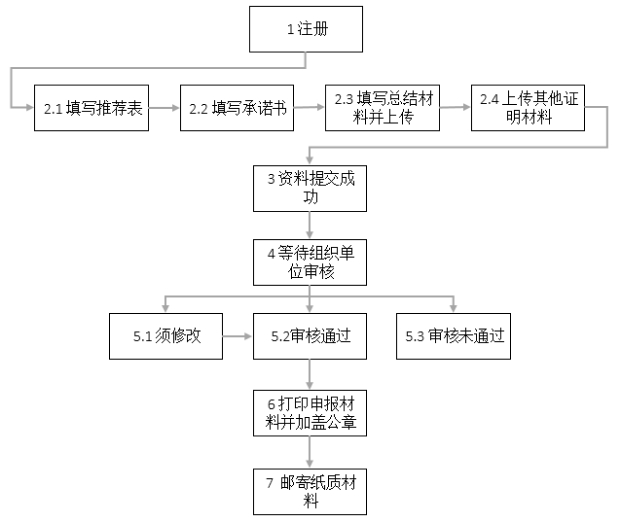 1 注册
2.1 填写推荐表
2.2 填写承诺书
2.3 填写总结材
料并上传
2.4 上传其他证
明材料
3 资料提交成
功
4 等待组织单
位审核
5.1 须修改
5.2审核通过
5.3 审核未通过
6 打印申报材
料并加盖公章
7 邮寄纸质材
料